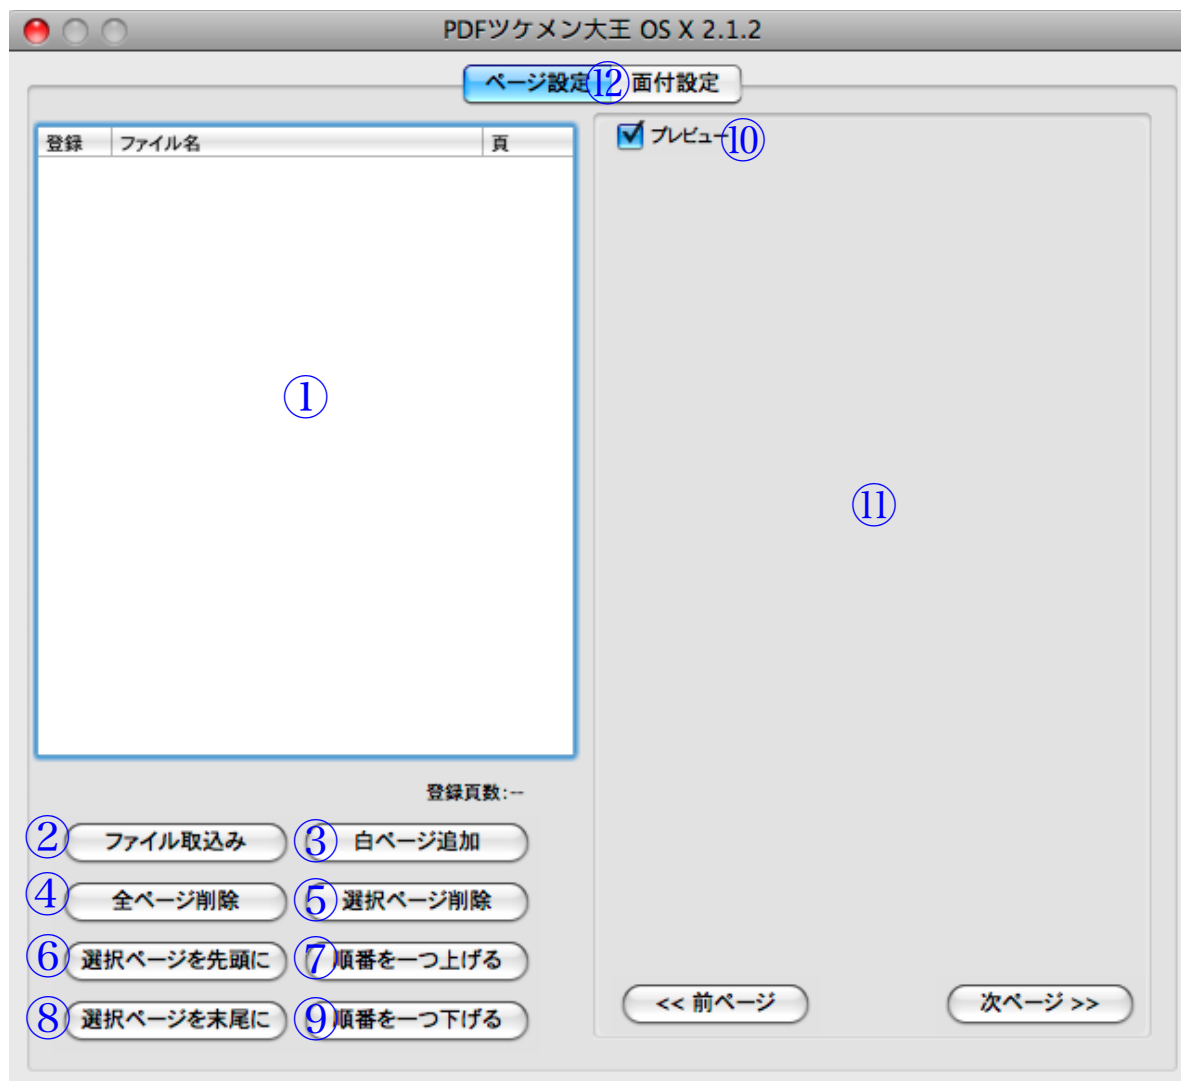 PDFツケメン大王 OS X 2.1.2
ページ設定 ⑫ 面付設定
登録 ファイル名 頁
プレビュー ⑩
①
⑪
登録頁数:--
② ファイル取込み ③ 白ページ追加
④ 全ページ削除 ⑤ 選択ページ削除
⑥ 選択ページを先頭に ⑦ 順番を一つ上げる
⑧ 選択ページを末尾に ⑨ 順番を一つ下げる
<< 前ページ 次ページ >>